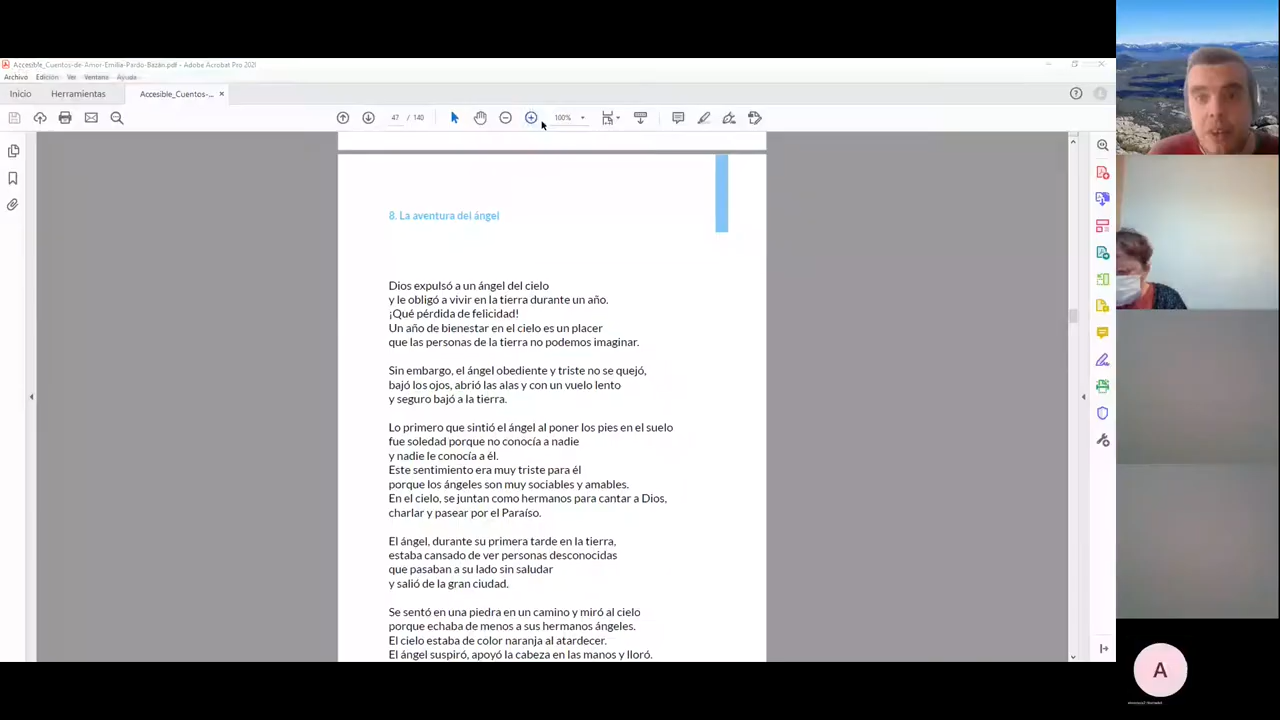 Accesible_Cuentos-de-Amor-Emilia-Pardo-Bazán.pdf - Adobe Acrobat Pro 2020
Archivo Edición Ver Ventana Ayuda
Inicio Herramientas Accesible_Cuentos-... ×
47 / 140 100%
8. La aventura del ángel
Dios expulsó a un ángel del cielo
y le obligó a vivir en la tierra durante un año.
¡Qué pérdida de felicidad!
Un año de bienestar en el cielo es un placer
que las personas de la tierra no podemos imaginar.
Sin embargo, el ángel obediente y triste no se quejó,
bajó los ojos, abrió las alas y con un vuelo lento
y seguro bajó a la tierra.
Lo primero que sintió el ángel al poner los pies en el suelo
fue soledad porque no conocía a nadie
y nadie le conocía a él.
Este sentimiento era muy triste para él
porque los ángeles son muy sociables y amables.
En el cielo, se juntan como hermanos para cantar a Dios,
charlar y pasear por el Paraíso.
El ángel, durante su primera tarde en la tierra,
estaba cansado de ver personas desconocidas
que pasaban a su lado sin saludar
y salió de la gran ciudad.
Se sentó en una piedra en un camino y miró al cielo
porque echaba de menos a sus hermanos ángeles.
El cielo estaba de color naranja al atardecer.
El ángel suspiró, apoyó la cabeza en las manos y lloró.
A